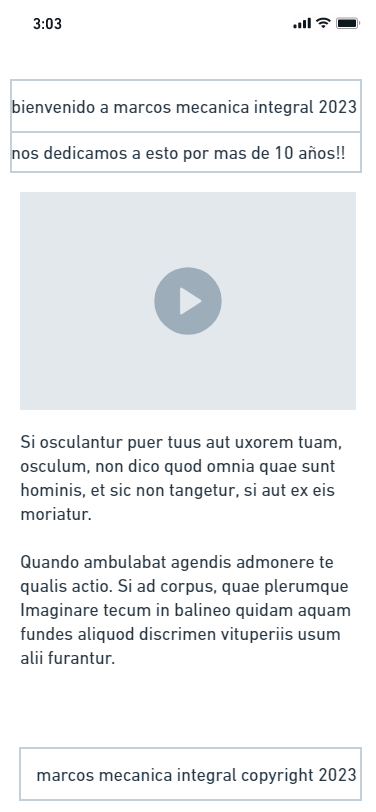 3:03
bienvenido a marcos mecanica integral 2023
nos dedicamos a esto por mas de 10 años!!
Si osculantur puer tuus aut uxorem tuam,
osculum, non dico quod omnia quae sunt
hominis, et sic non tangetur, si aut ex eis
moriatur.
Quando ambulabat agendis admonere te
qualis actio. Si ad corpus, quae plerumque
Imaginare tecum in balineo quidam aquam
fundes aliquod discrimen vituperiis usum
alii furantur.
marcos mecanica integral copyright 2023